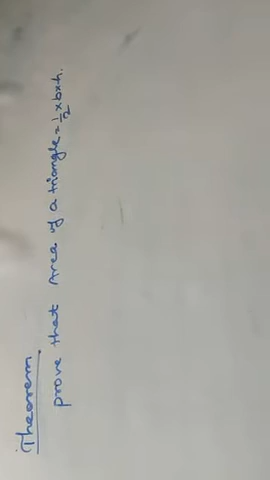 Theorem.
prove that Area of a triangle = 1/2 × b × h.